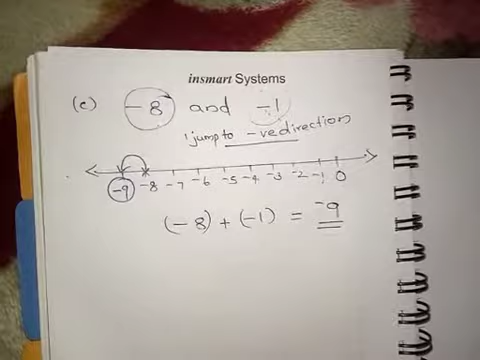 insmart Systems
(c) -8 and -1
1 jump to -ve direction
-9 -8 -7 -6 -5 -4 -3 -2 -1 0
(-8) + (-1) = -9